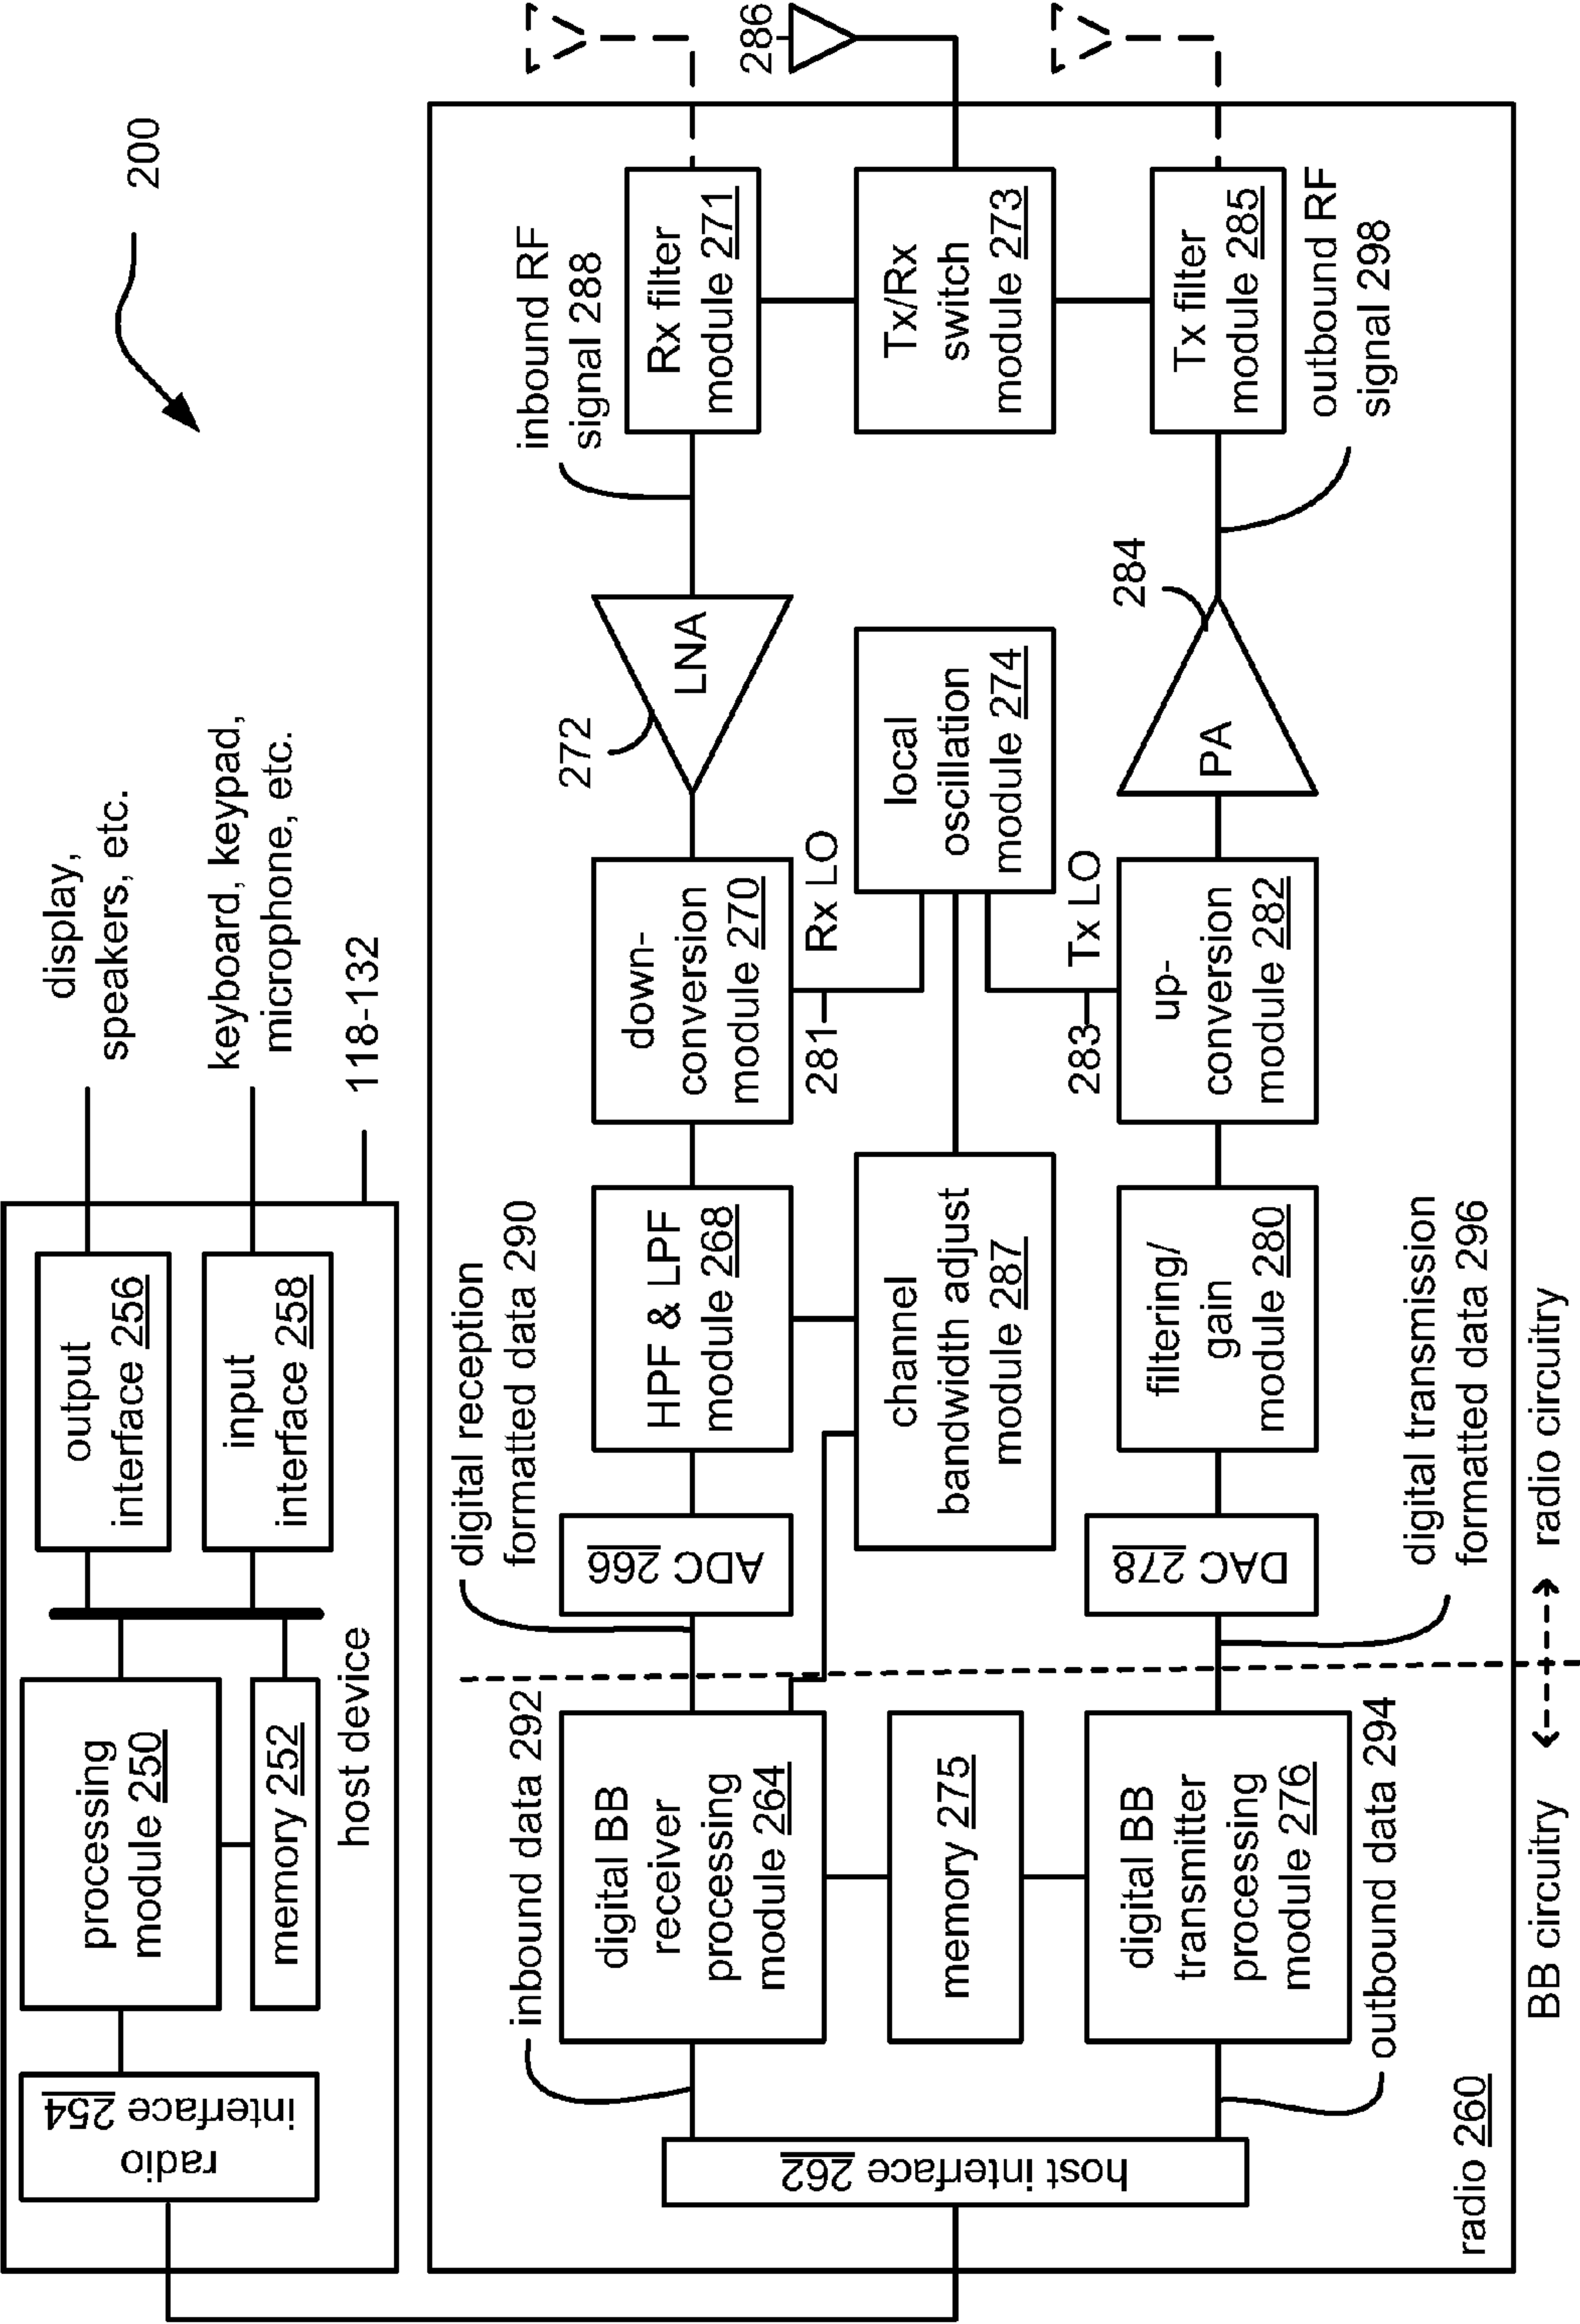 200
display,
speakers, etc.
keyboard, keypad,
microphone, etc.
118-132
output
interface 256
input
interface 258
processing
module 250
memory 252
host device
radio
interface 254
286
inbound RF
signal 288
Rx filter
module 271
Tx/Rx
switch
module 273
Tx filter
module 285
outbound RF
signal 298
272
LNA
local
oscillation
module 274
284
PA
down-
conversion
module 270
281
Rx LO
283
Tx LO
up-
conversion
module 282
digital reception
formatted data 290
HPF & LPF
module 268
channel
bandwidth adjust
module 287
filtering/
gain
module 280
digital transmission
formatted data 296
ADC 266
DAC 278
inbound data 292
digital BB
receiver
processing
module 264
memory 275
digital BB
transmitter
processing
module 276
outbound data 294
host interface 262
radio 260
BB circuitry
radio circuitry